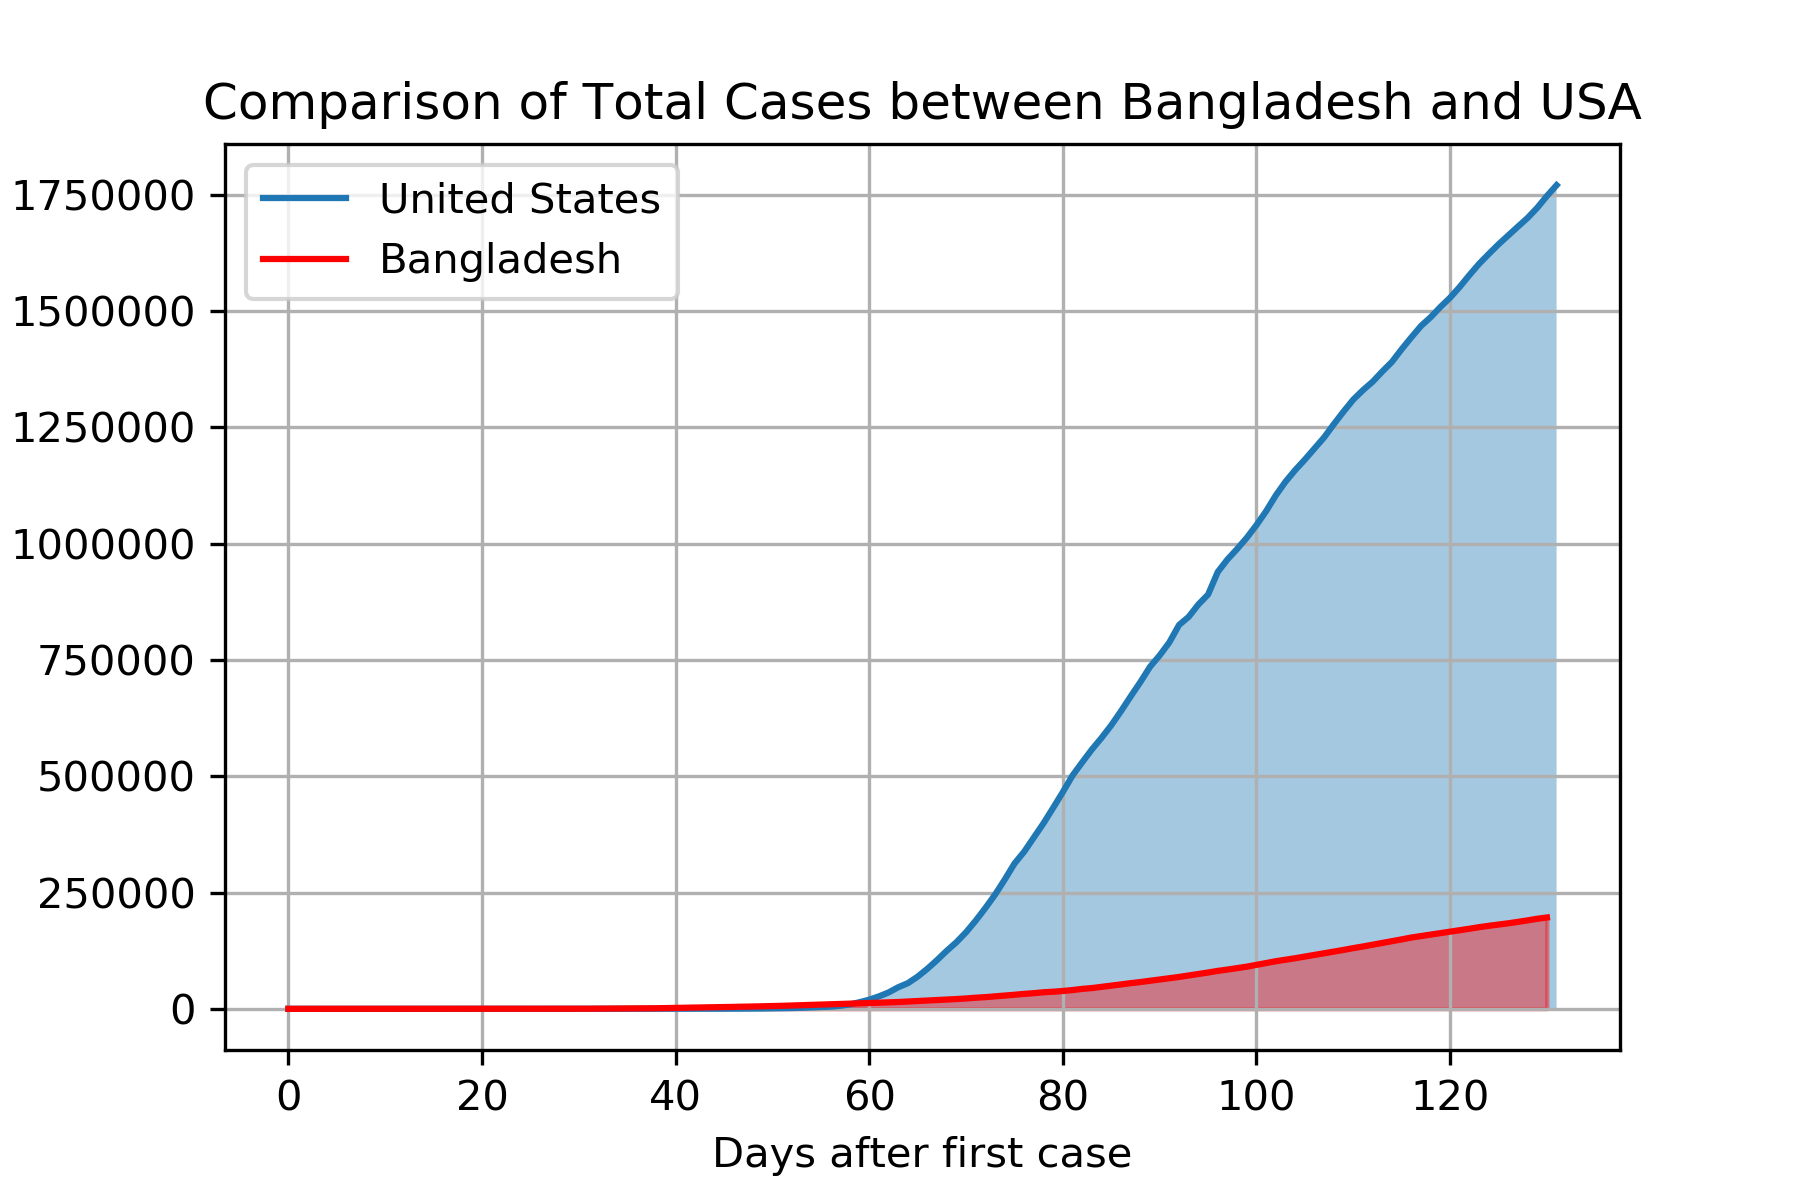 Comparison of Total Cases between Bangladesh and USA
United States
Bangladesh
1750000
1500000
1250000
1000000
750000
500000
250000
0
0 20 40 60 80 100 120
Days after first case